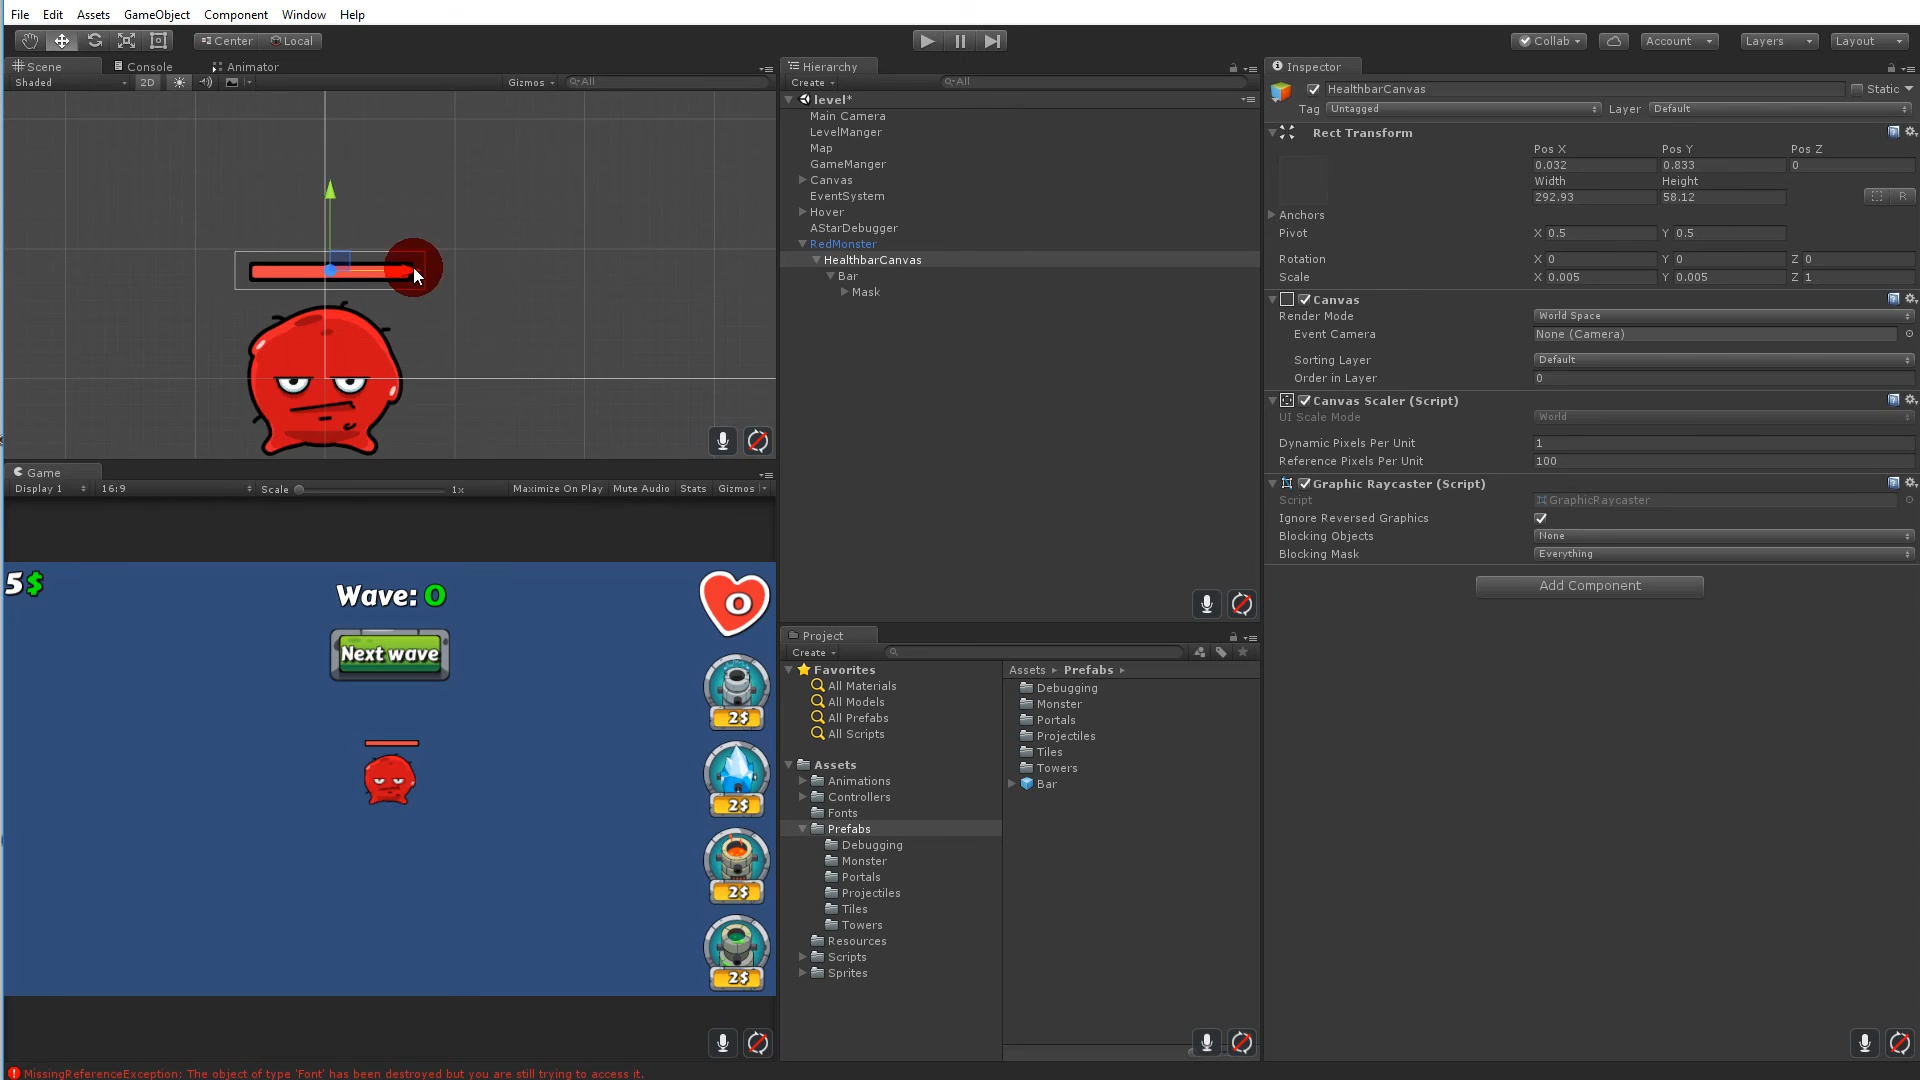 File Edit Assets GameObject Component Window Help
Center Local Collab Account Layers Layout
Scene Console Animator
Shaded 2D Gizmos All
Game
Display 1 16:9 Scale 1x Maximize On Play Mute Audio Stats Gizmos
5$
Wave: 0
0
Next wave
2$
2$
2$
2$
Hierarchy
Create All
level*
Main Camera
LevelManger
Map
GameManger
Canvas
EventSystem
Hover
AStarDebugger
RedMonster
HealthbarCanvas
Bar
Mask
Project
Create
Favorites
All Materials
All Models
All Prefabs
All Scripts
Assets
Animations
Controllers
Fonts
Prefabs
Debugging
Monster
Portals
Projectiles
Tiles
Towers
Resources
Scripts
Sprites
Assets Prefabs
Debugging
Monster
Portals
Projectiles
Tiles
Towers
Bar
Inspector
HealthbarCanvas Static
Tag Untagged Layer Default
Rect Transform
Pos X Pos Y Pos Z
0.032 0.833 0
Width Height
292.93 58.12 R
Anchors
Pivot X 0.5 Y 0.5
Rotation X 0 Y 0 Z 0
Scale X 0.005 Y 0.005 Z 1
Canvas
Render Mode World Space
Event Camera None (Camera)
Sorting Layer Default
Order in Layer 0
Canvas Scaler (Script)
UI Scale Mode World
Dynamic Pixels Per Unit 1
Reference Pixels Per Unit 100
Graphic Raycaster (Script)
Script GraphicRaycaster
Ignore Reversed Graphics
Blocking Objects None
Blocking Mask Everything
Add Component
MissingReferenceException: The object of type 'Font' has been destroyed but you are still trying to access it.